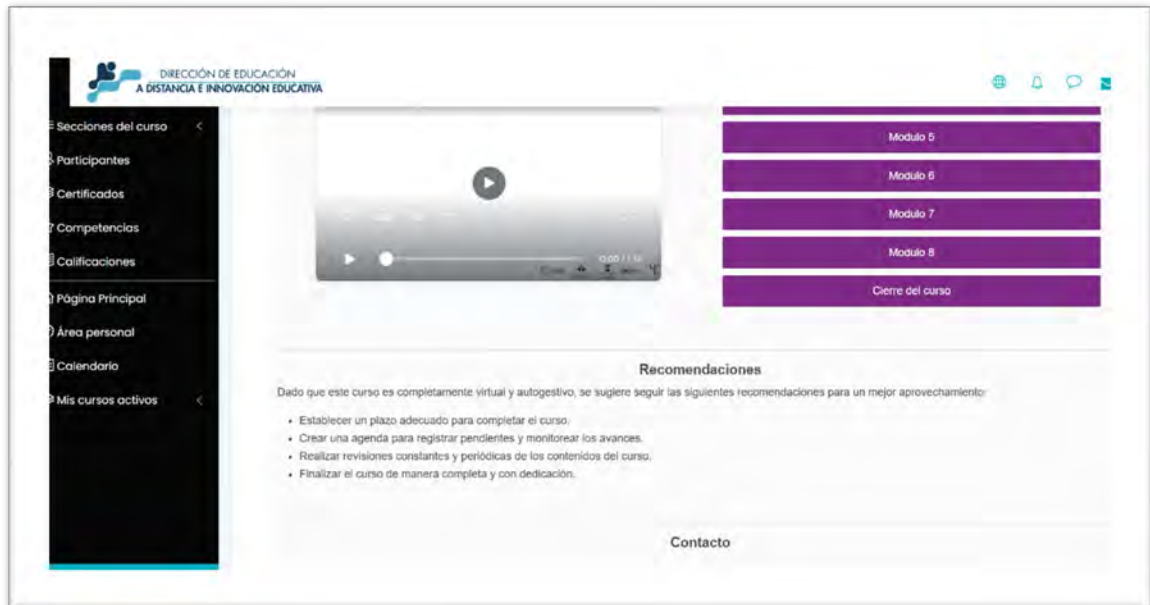 DIRECCIÓN DE EDUCACIÓN
A DISTANCIA E INNOVACIÓN EDUCATIVA
Secciones del curso
Participantes
Certificados
Competencias
Calificaciones
Página Principal
Área personal
Calendario
Mis cursos activos
Modulo 5
Modulo 6
Modulo 7
Modulo 8
Cierre del curso
Recomendaciones
Dado que este curso es completamente virtual y autogestivo, se sugiere seguir las siguientes recomendaciones para un mejor aprovechamiento:
• Establecer un plazo adecuado para completar el curso.
• Crear una agenda para registrar pendientes y monitorear los avances.
• Realizar revisiones constantes y periódicas de los contenidos del curso.
• Finalizar el curso de manera completa y con dedicación.
Contacto